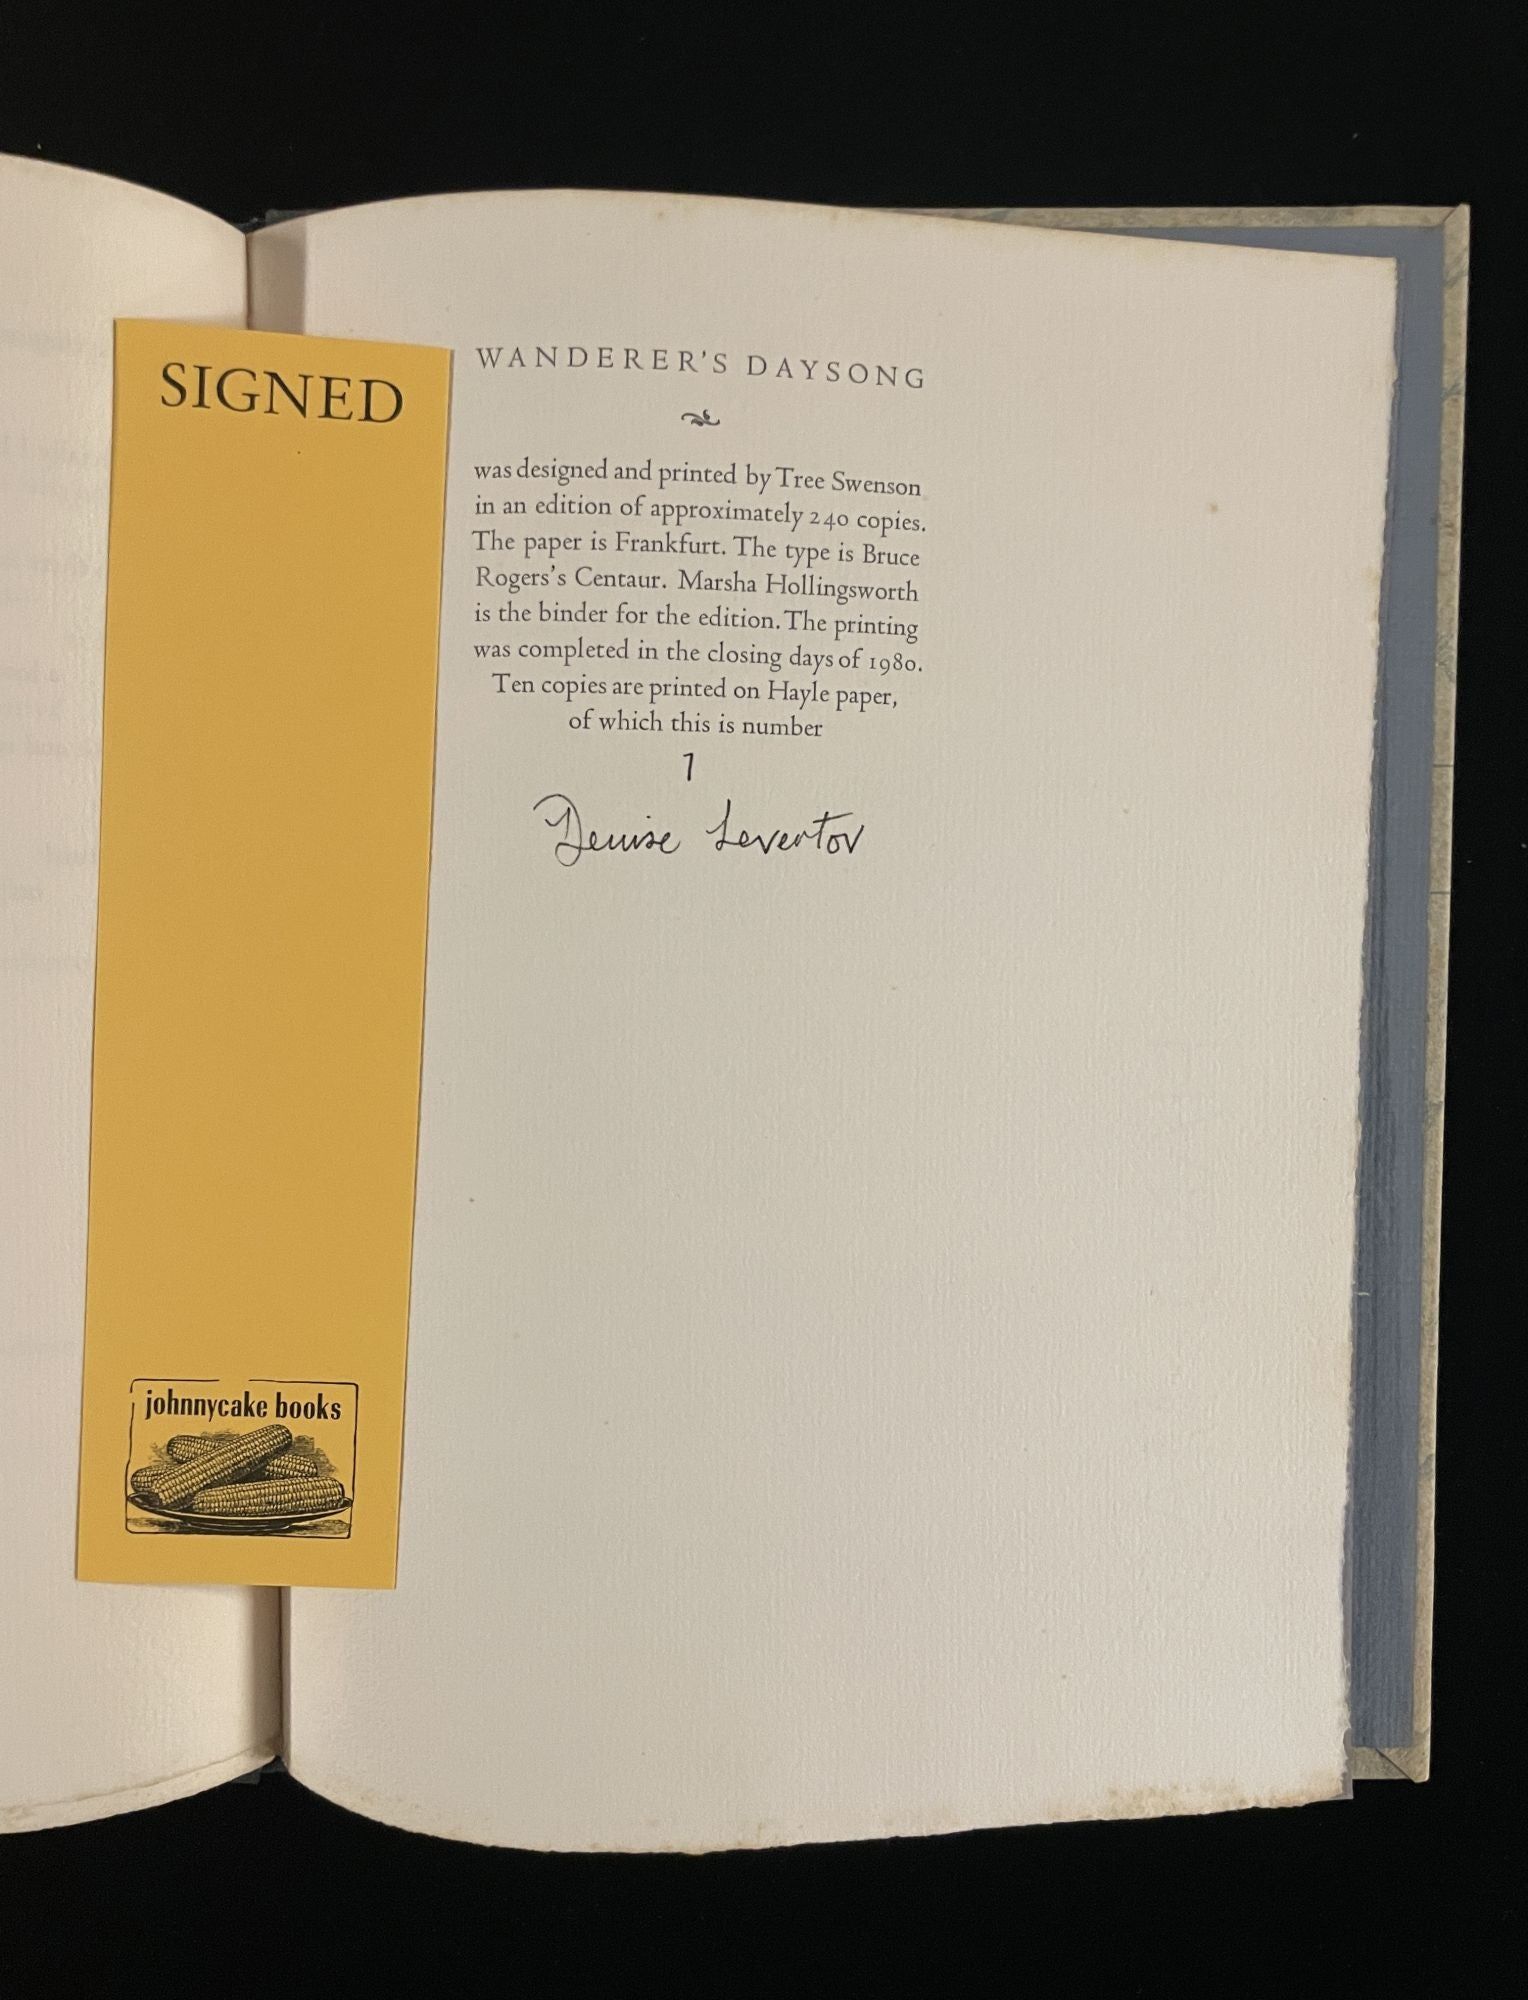 SIGNED
johnnycake books
WANDERER'S DAYSONG
was designed and printed by Tree Swenson
in an edition of approximately 240 copies.
The paper is Frankfurt. The type is Bruce
Rogers's Centaur. Marsha Hollingsworth
is the binder for the edition. The printing
was completed in the closing days of 1980.
Ten copies are printed on Hayle paper,
of which this is number
7
Denise Levertov